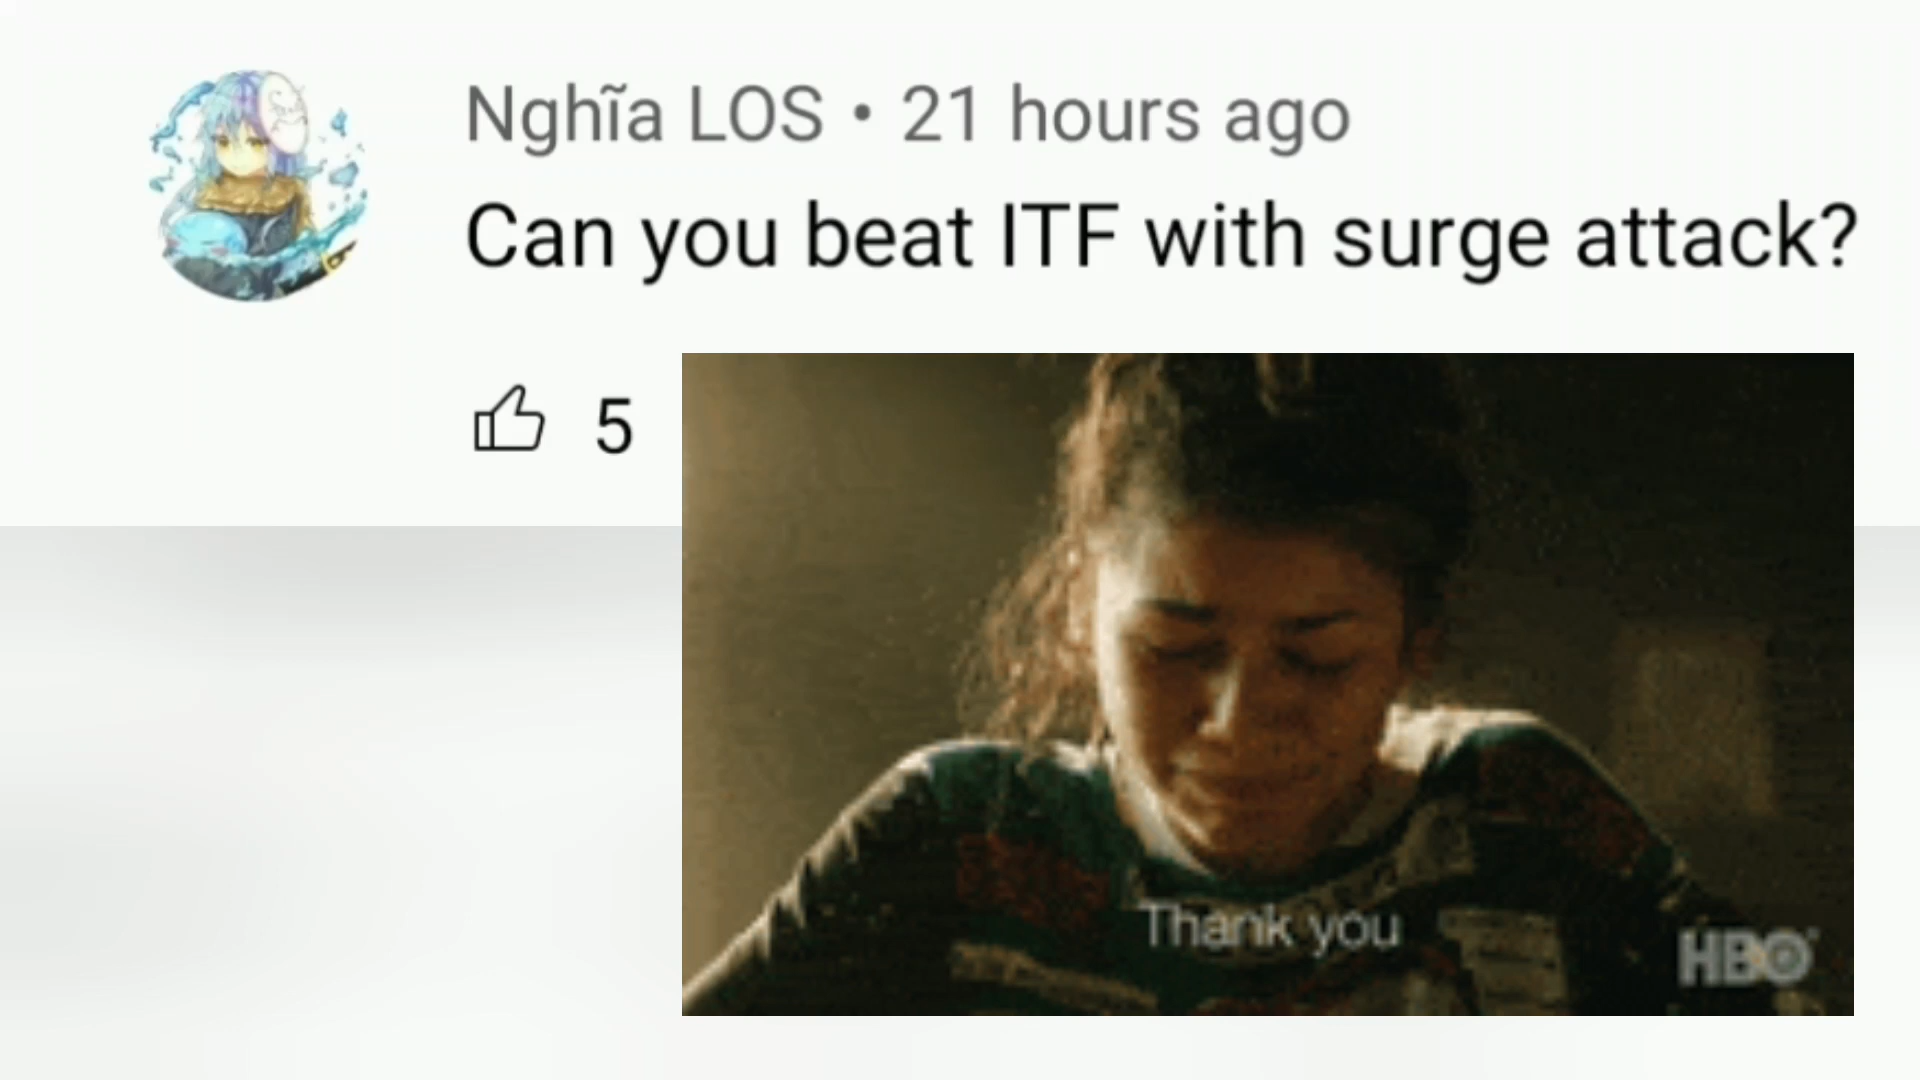 Nghĩa LOS • 21 hours ago
Can you beat ITF with surge attack?
5
Thank you
HBO